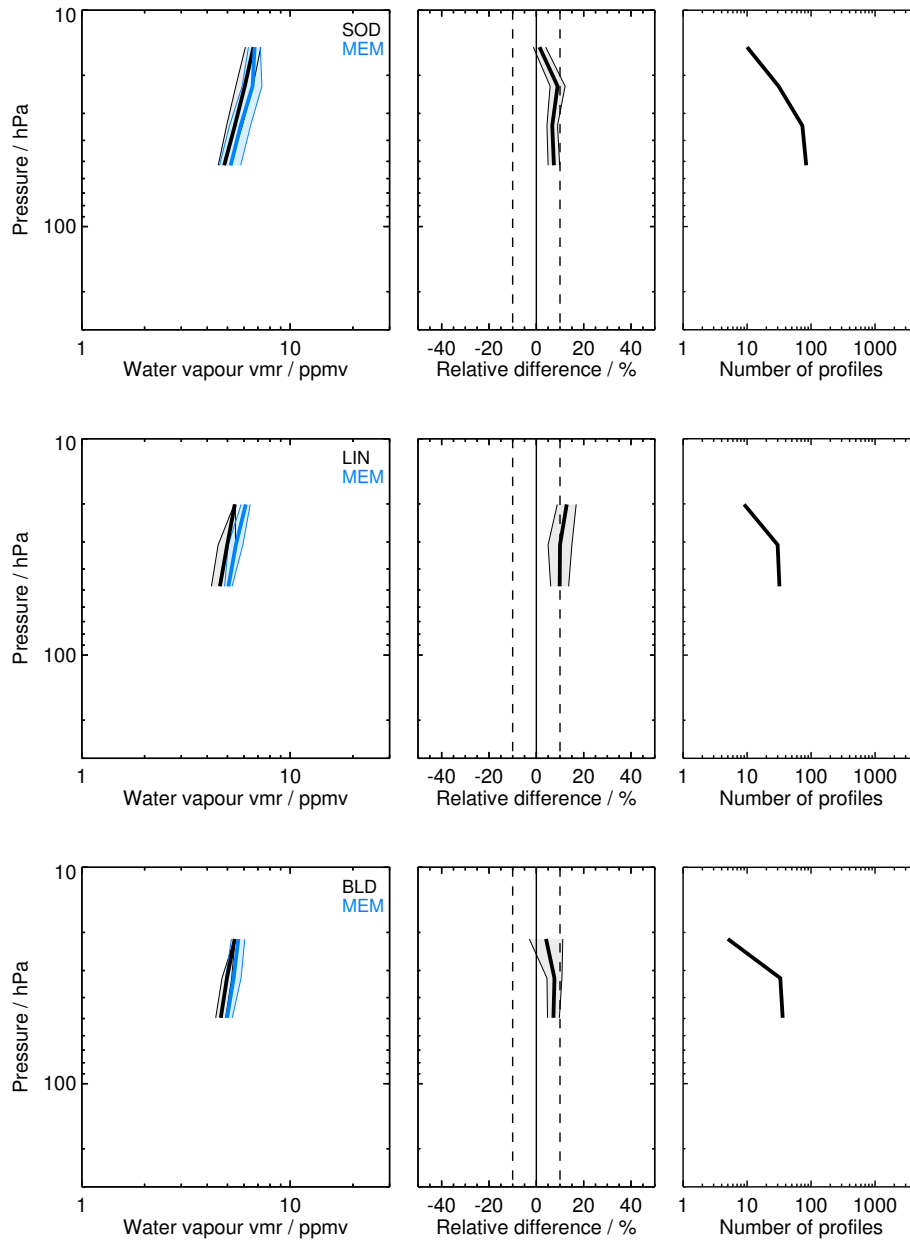 SOD
MEM
10
100
Pressure / hPa
1
10
Water vapour vmr / ppmv
-40
-20
0
20
40
Relative difference / %
1
10
100
1000
Number of profiles
LIN
MEM
10
100
Pressure / hPa
1
10
Water vapour vmr / ppmv
-40
-20
0
20
40
Relative difference / %
1
10
100
1000
Number of profiles
BLD
MEM
10
100
Pressure / hPa
1
10
Water vapour vmr / ppmv
-40
-20
0
20
40
Relative difference / %
1
10
100
1000
Number of profiles